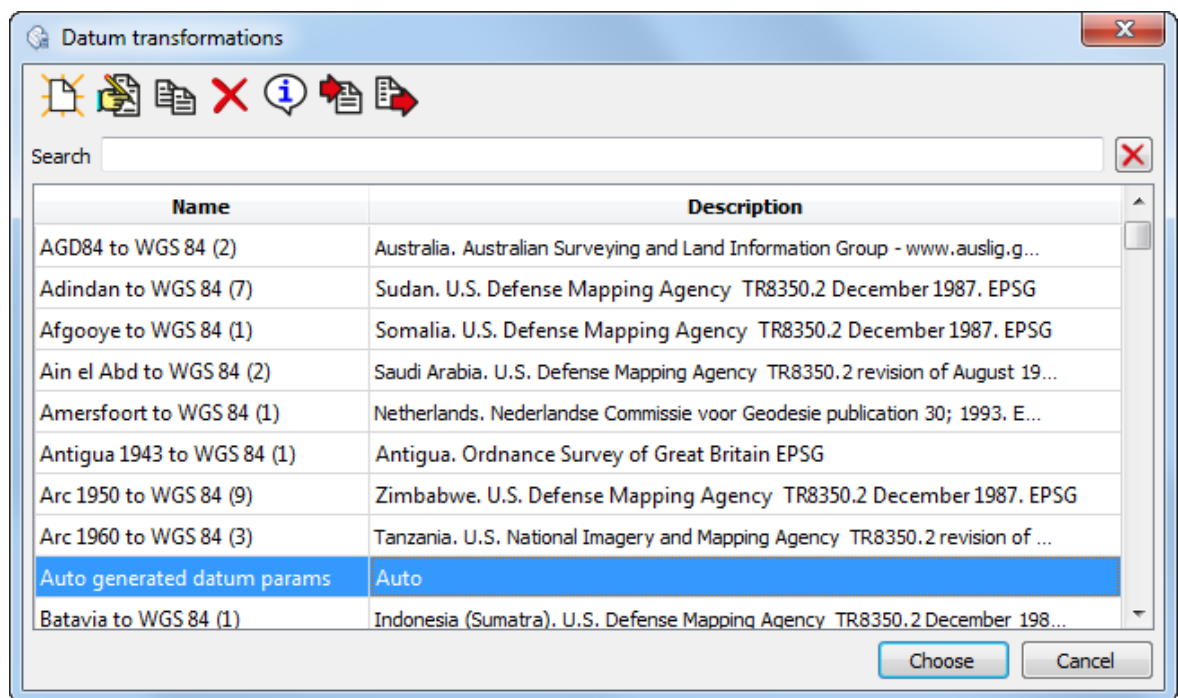 Datum transformations
Search
Name Description
AGD84 to WGS 84 (2) Australia. Australian Surveying and Land Information Group - www.auslig.g...
Adindan to WGS 84 (7) Sudan. U.S. Defense Mapping Agency TR8350.2 December 1987. EPSG
Afgooye to WGS 84 (1) Somalia. U.S. Defense Mapping Agency TR8350.2 December 1987. EPSG
Ain el Abd to WGS 84 (2) Saudi Arabia. U.S. Defense Mapping Agency TR8350.2 revision of August 19...
Amersfoort to WGS 84 (1) Netherlands. Nederlandse Commissie voor Geodesie publication 30; 1993. E...
Antigua 1943 to WGS 84 (1) Antigua. Ordnance Survey of Great Britain EPSG
Arc 1950 to WGS 84 (9) Zimbabwe. U.S. Defense Mapping Agency TR8350.2 December 1987. EPSG
Arc 1960 to WGS 84 (3) Tanzania. U.S. National Imagery and Mapping Agency TR8350.2 revision of ...
Auto generated datum params Auto
Batavia to WGS 84 (1) Indonesia (Sumatra). U.S. Defense Mapping Agency TR8350.2 December 198...
Choose Cancel